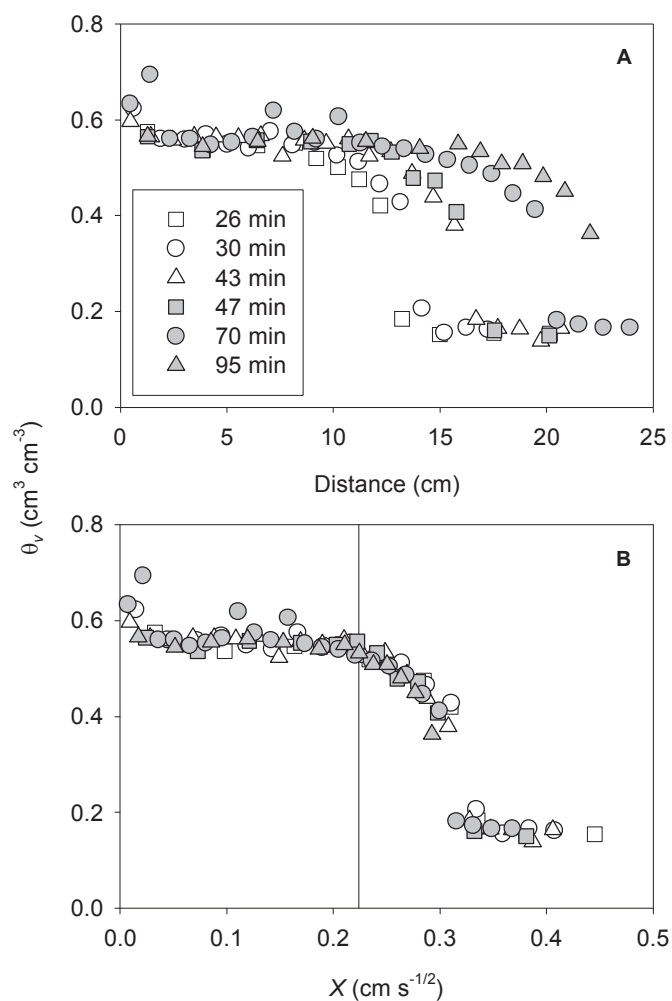 0.8
A
0.6
0.4
0.2
0.0
26 min
30 min
43 min
47 min
70 min
95 min
0 5 10 15 20 25
Distance (cm)
θv (cm³ cm⁻³)
0.8
B
0.6
0.4
0.2
0.0
0.0 0.1 0.2 0.3 0.4 0.5
X (cm s⁻¹/²)